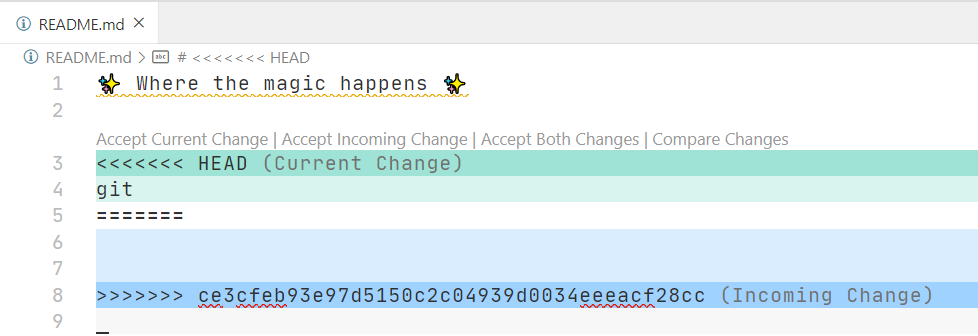 README.md
README.md > # <<<<<<< HEAD
1 ✨ Where the magic happens ✨
2
Accept Current Change | Accept Incoming Change | Accept Both Changes | Compare Changes
3 <<<<<<< HEAD (Current Change)
4 git
5 =======
6
7
8 >>>>>>> ce3cfeb93e97d5150c2c04939d0034eeeacf28cc (Incoming Change)
9